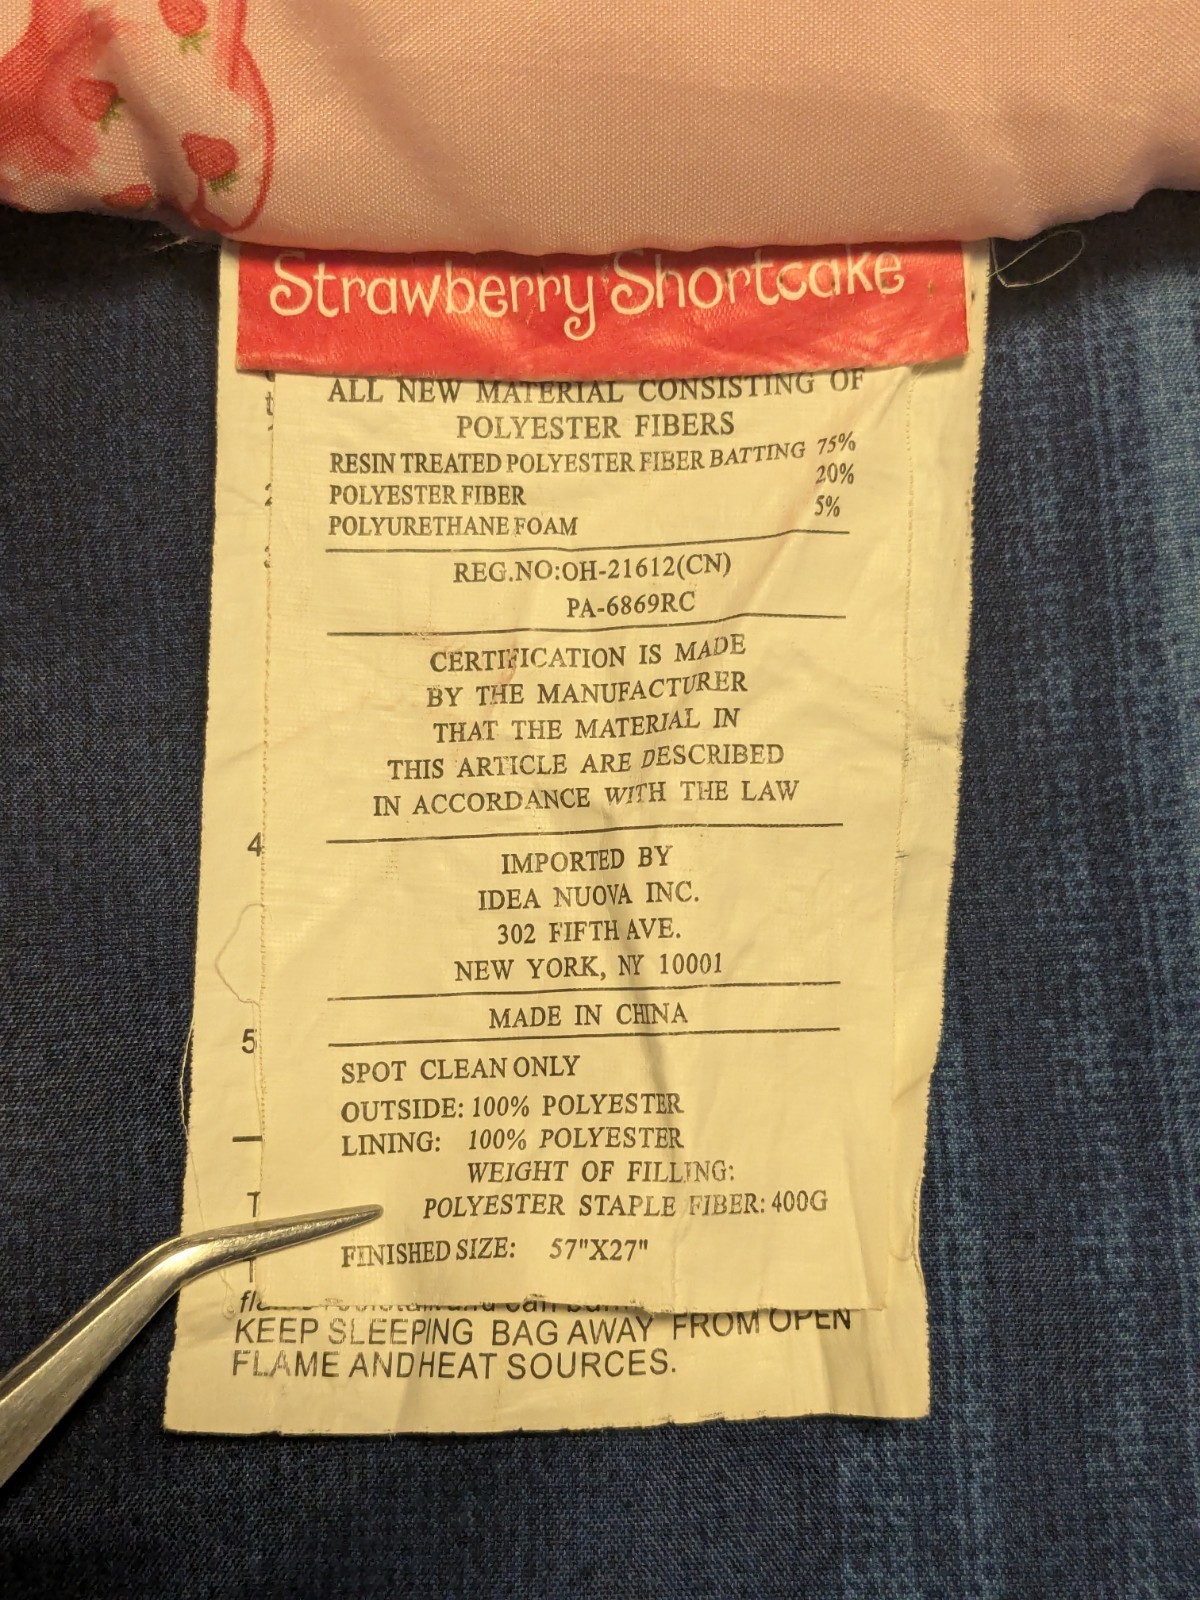 Strawberry Shortcake
ALL NEW MATERIAL CONSISTING OF
POLYESTER FIBERS
RESIN TREATED POLYESTER FIBER BATTING 75%
POLYESTER FIBER 20%
POLYURETHANE FOAM 5%
REG.NO:OH-21612(CN)
PA-6869RC
CERTIFICATION IS MADE
BY THE MANUFACTURER
THAT THE MATERIAL IN
THIS ARTICLE ARE DESCRIBED
IN ACCORDANCE WITH THE LAW
4
IMPORTED BY
IDEA NUOVA INC.
302 FIFTH AVE.
NEW YORK, NY 10001
MADE IN CHINA
5
SPOT CLEAN ONLY
OUTSIDE: 100% POLYESTER
LINING: 100% POLYESTER
WEIGHT OF FILLING:
POLYESTER STAPLE FIBER: 400G
FINISHED SIZE: 57"X27"
KEEP SLEEPING BAG AWAY FROM OPEN
FLAME ANDHEAT SOURCES.